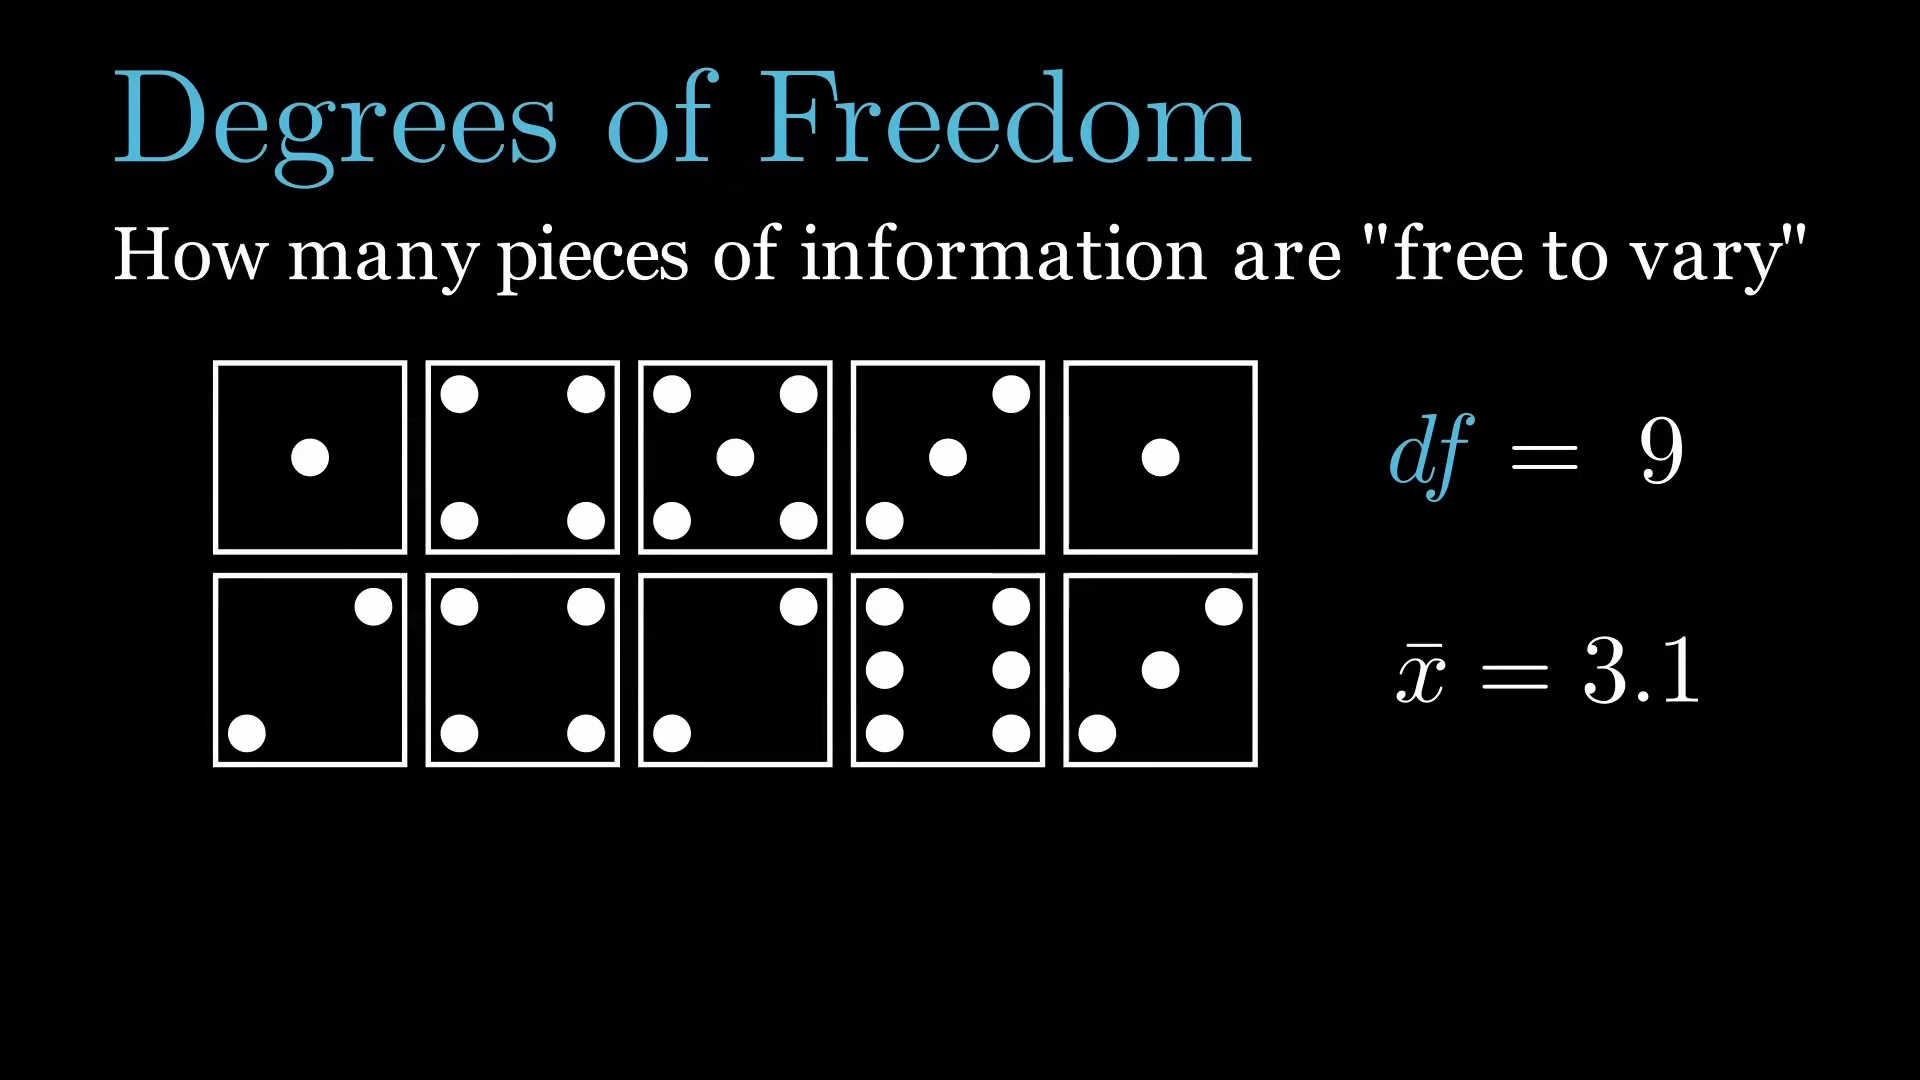 Degrees of Freedom
How many pieces of information are "free to vary"
df = 9
x̄ = 3.1